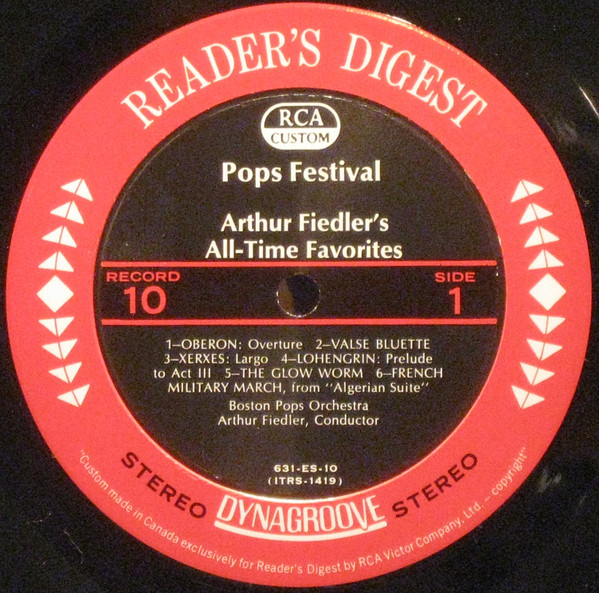 READER'S DIGEST
RCA
CUSTOM
Pops Festival
Arthur Fiedler's
All-Time Favorites
RECORD
10
SIDE
1
1—OBERON: Overture 2—VALSE BLUETTE
3—XERXES: Largo 4—LOHENGRIN: Prelude
to Act III 5—THE GLOW WORM 6—FRENCH
MILITARY MARCH, from "Algerian Suite"
Boston Pops Orchestra
Arthur Fiedler, Conductor
631-ES-10
(ITRS-1419)
STEREO DYNAGROOVE STEREO
"Custom made in Canada exclusively for Reader's Digest by RCA Victor Company, Ltd. – copyright"